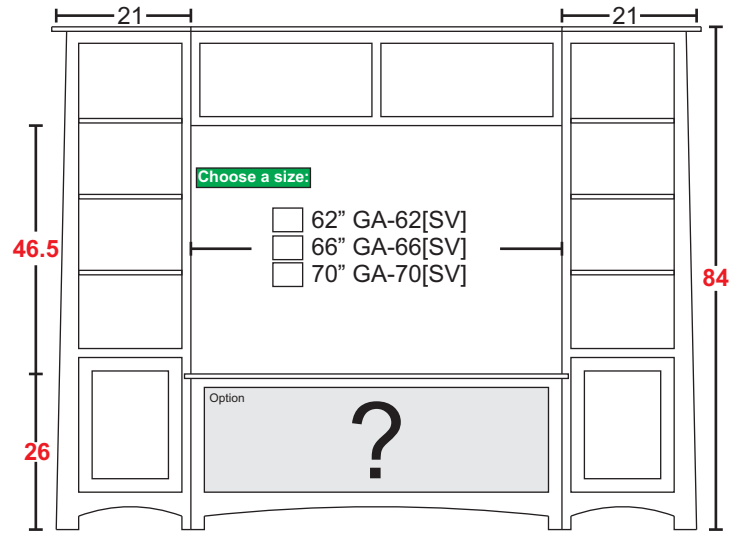 21
21
Choose a size:
62” GA-62[SV]
66” GA-66[SV]
70” GA-70[SV]
46.5
84
Option
?
26